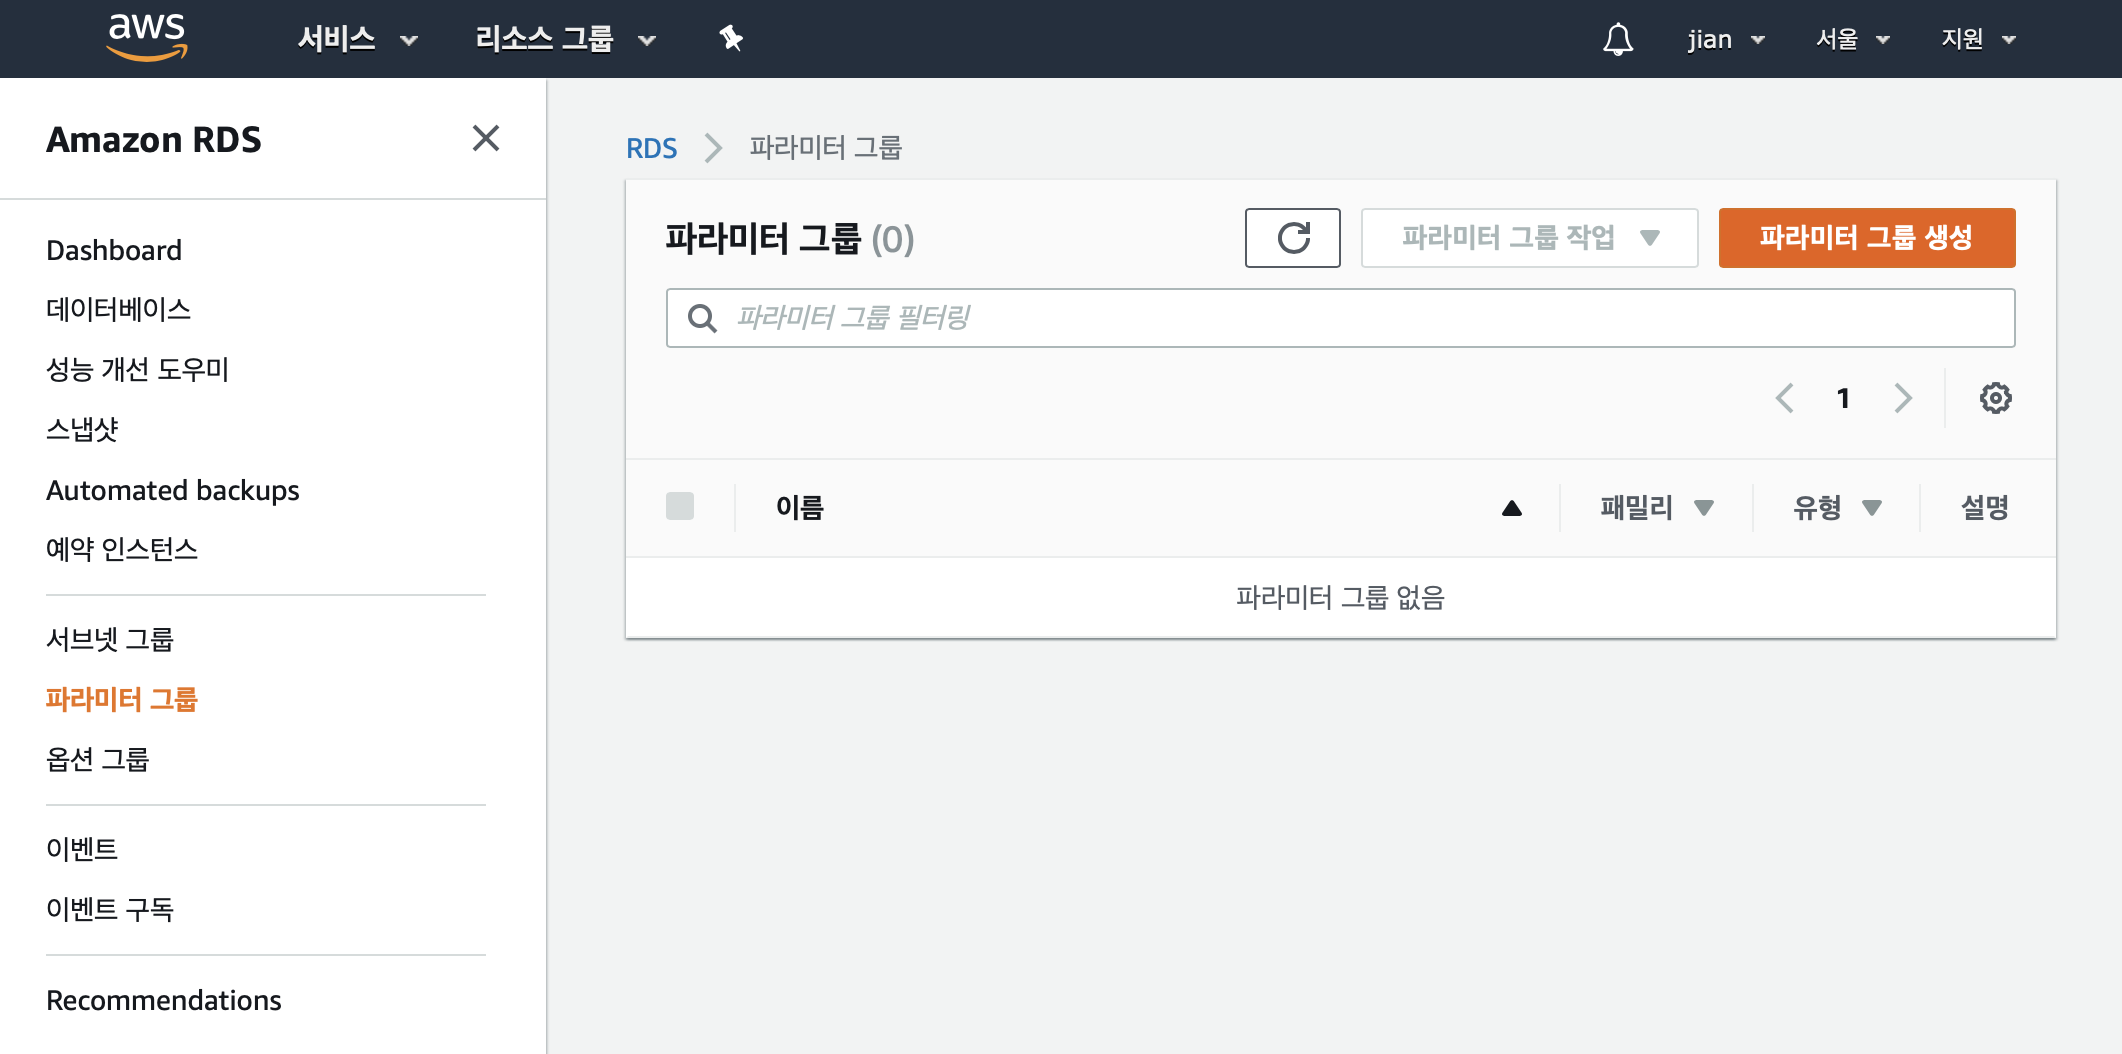 aws 서비스 리소스 그룹 jian 서울 지원
Amazon RDS
Dashboard
데이터베이스
성능 개선 도우미
스냅샷
Automated backups
예약 인스턴스
서브넷 그룹
파라미터 그룹
옵션 그룹
이벤트
이벤트 구독
Recommendations
RDS 파라미터 그룹
파라미터 그룹 (0) 파라미터 그룹 작업 파라미터 그룹 생성
파라미터 그룹 필터링
1
이름 패밀리 유형 설명
파라미터 그룹 없음